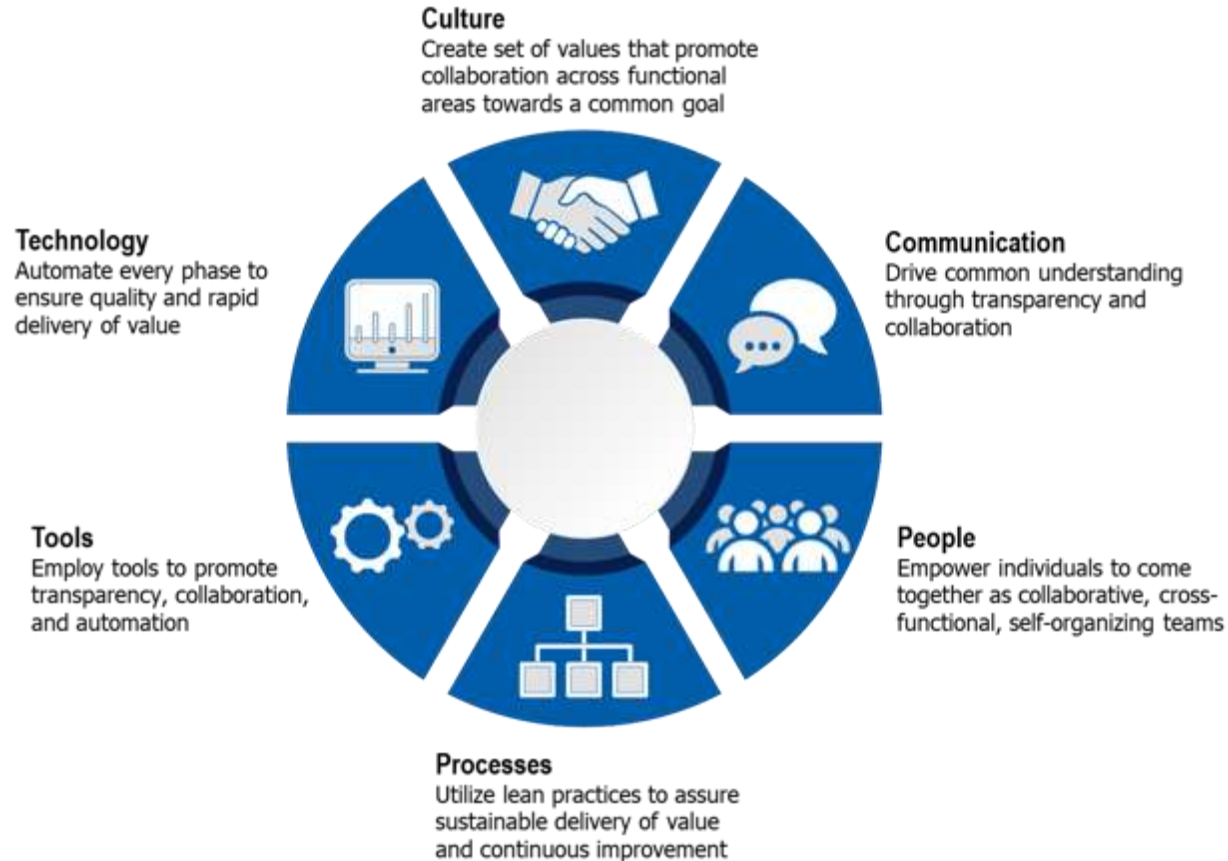 Culture
Create set of values that promote
collaboration across functional
areas towards a common goal
Technology
Automate every phase to
ensure quality and rapid
delivery of value
Communication
Drive common understanding
through transparency and
collaboration
Tools
Employ tools to promote
transparency, collaboration,
and automation
People
Empower individuals to come
together as collaborative, cross-
functional, self-organizing teams
Processes
Utilize lean practices to assure
sustainable delivery of value
and continuous improvement